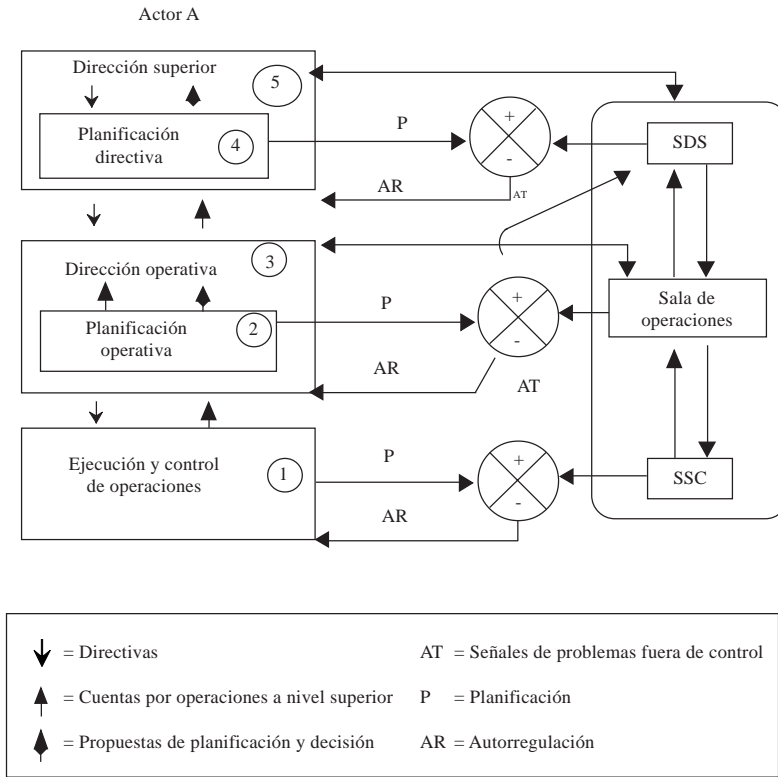 Actor A
Dirección superior
5
Planificación
directiva
4
P
+
-
SDS
AR
AT
Dirección operativa
3
Planificación
operativa
2
P
+
-
Sala de
operaciones
AR
AT
Ejecución y control
de operaciones
1
P
+
-
SSC
AR
= Directivas
AT = Señales de problemas fuera de control
= Cuentas por operaciones a nivel superior
P = Planificación
= Propuestas de planificación y decisión
AR = Autorregulación